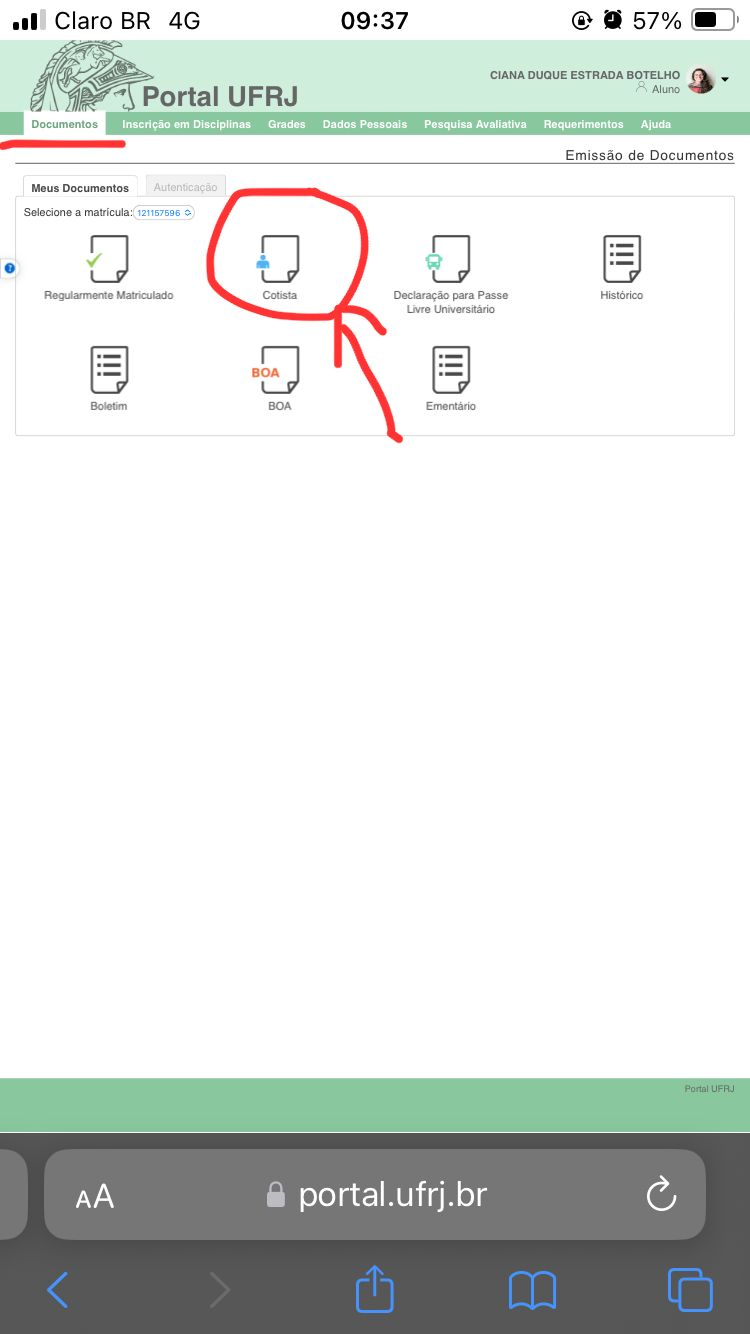 Claro BR 4G 09:37 57%
CIANA DUQUE ESTRADA BOTELHO
Aluno
Portal UFRJ
Documentos Inscrição em Disciplinas Grades Dados Pessoais Pesquisa Avaliativa Requerimentos Ajuda
Emissão de Documentos
Meus Documentos Autenticação
Selecione a matrícula: 121157596
Regularmente Matriculado Cotista Declaração para Passe Histórico
Livre Universitário
BOA
Boletim BOA Ementário
Portal UFRJ
AA portal.ufrj.br